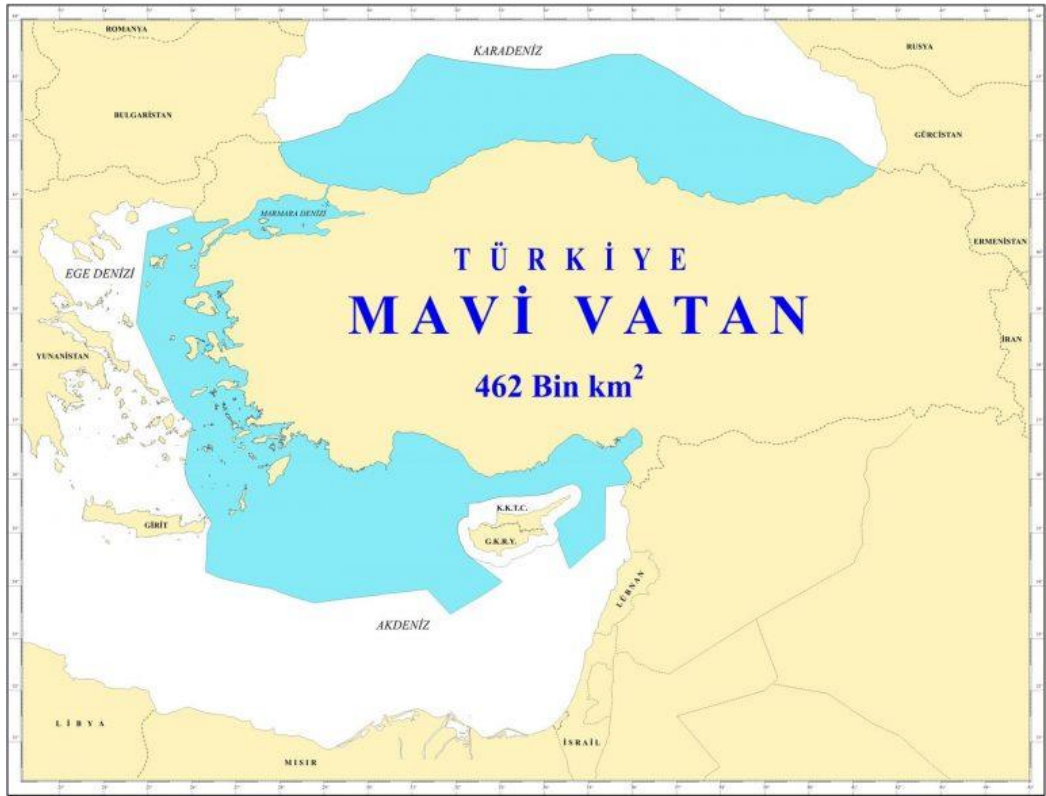 ROMANYA
KARADENİZ
RUSYA
BULGARİSTAN
GÜRCİSTAN
MARMARA DENİZİ
ERMENİSTAN
EGE DENİZİ
TÜRKİYE
MAVİ VATAN
İRAN
YUNANİSTAN
462 Bin km²
K.K.T.C.
GİRİT
G.K.R.Y.
LÜBNAN
AKDENİZ
LİBYA
İSRAİL
MISIR